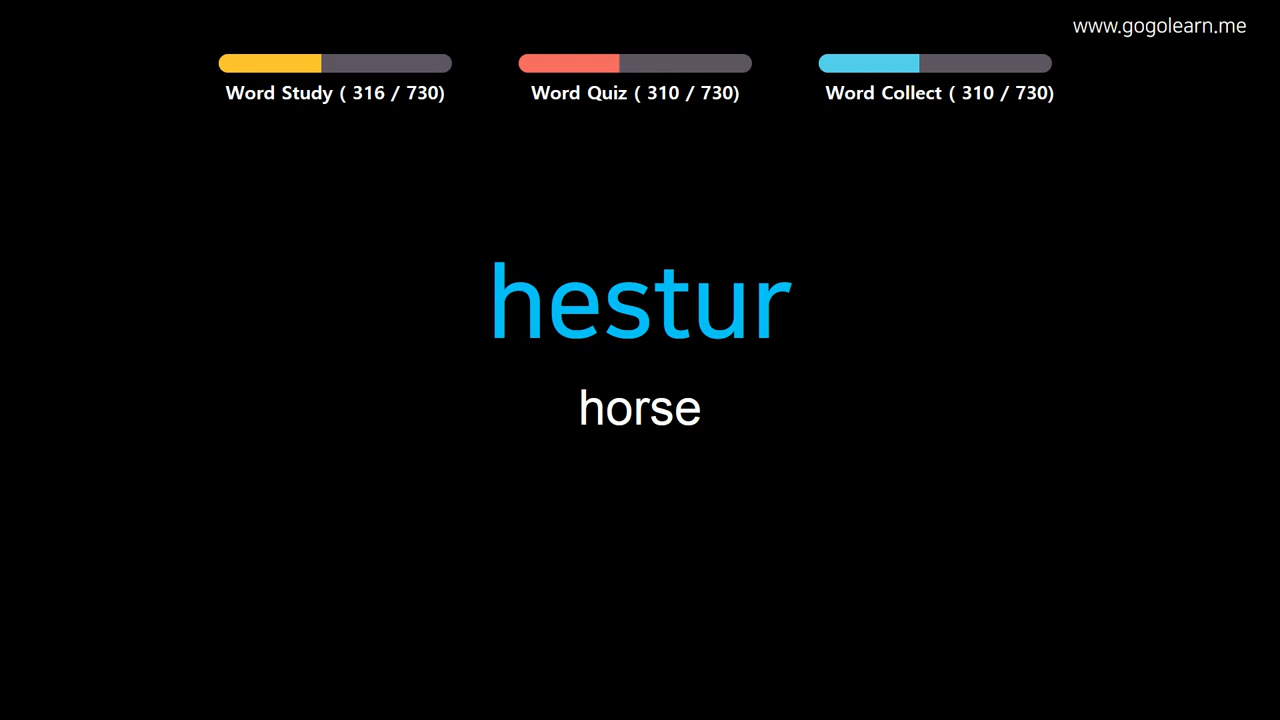 www.gogolearn.me
Word Study ( 316 / 730)
Word Quiz ( 310 / 730)
Word Collect ( 310 / 730)
hestur
horse